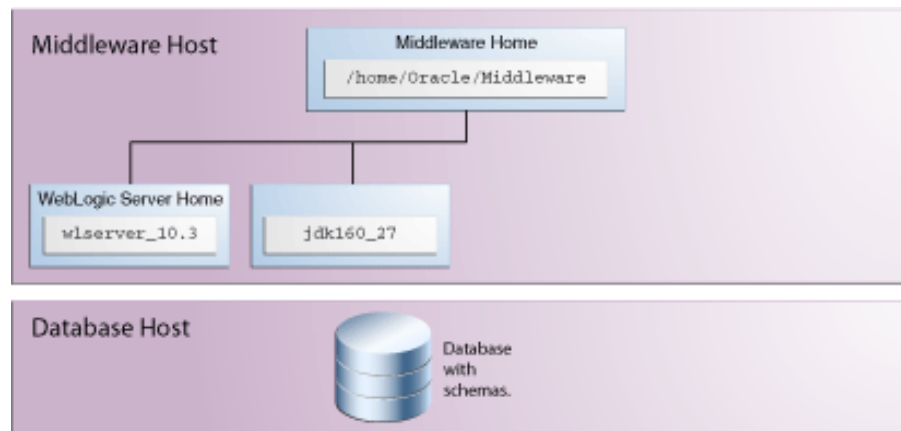 Middleware Host
Middleware Home
/home/Oracle/Middleware
WebLogic Server Home
wlserver_10.3
jdk160_27
Database Host
Database
with
schemas.